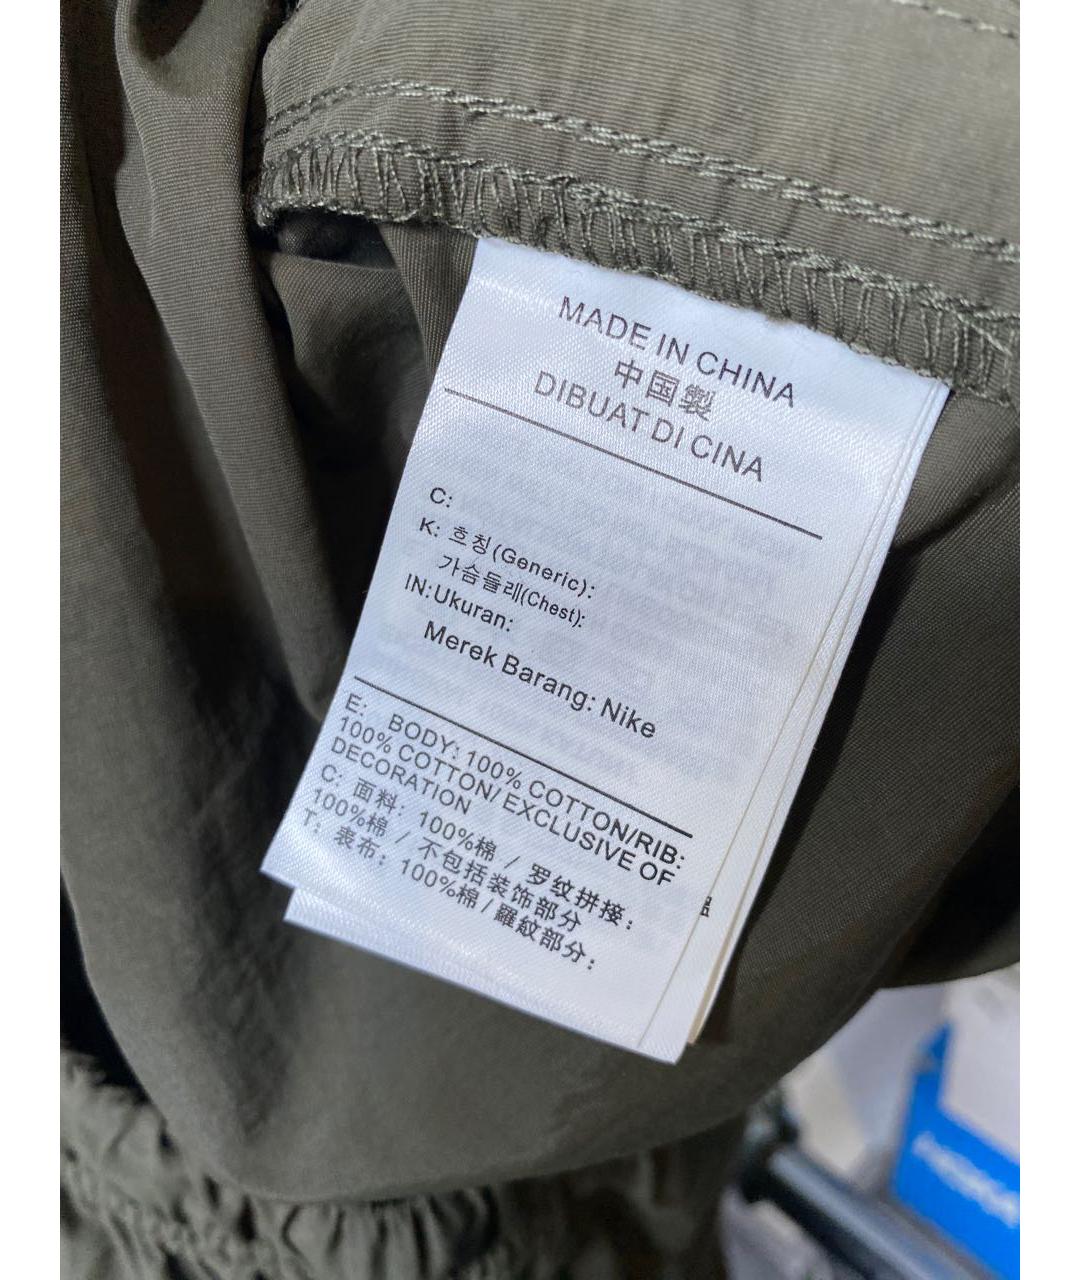 MADE IN CHINA
中国製
DIBUAT DI CINA
C:
K: 호칭(Generic):
가슴둘레(Chest):
IN:Ukuran:
Merek Barang: Nike
E: BODY: 100% COTTON/RIB:
100% COTTON/ EXCLUSIVE OF
DECORATION
C: 面料: 100%棉 / 罗纹拼接:
100%棉 / 不包括装饰部分
T: 表布: 100%棉/羅紋部分: